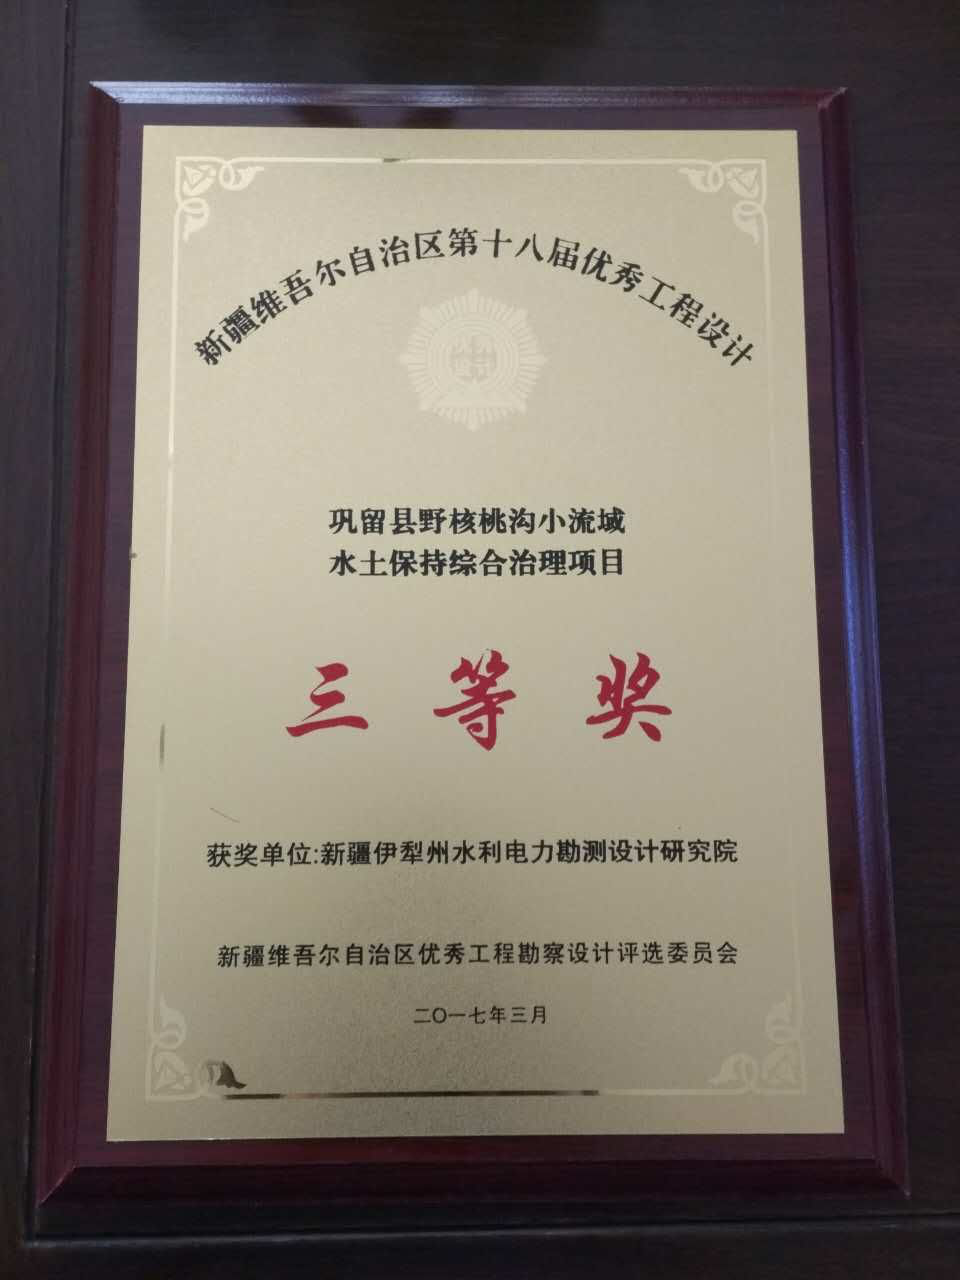 新疆维吾尔自治区第十八届优秀工程设计
设计
巩留县野核桃沟小流域
水土保持综合治理项目
三等奖
获奖单位:新疆伊犁州水利电力勘测设计研究院
新疆维吾尔自治区优秀工程勘察设计评选委员会
二〇一七年三月